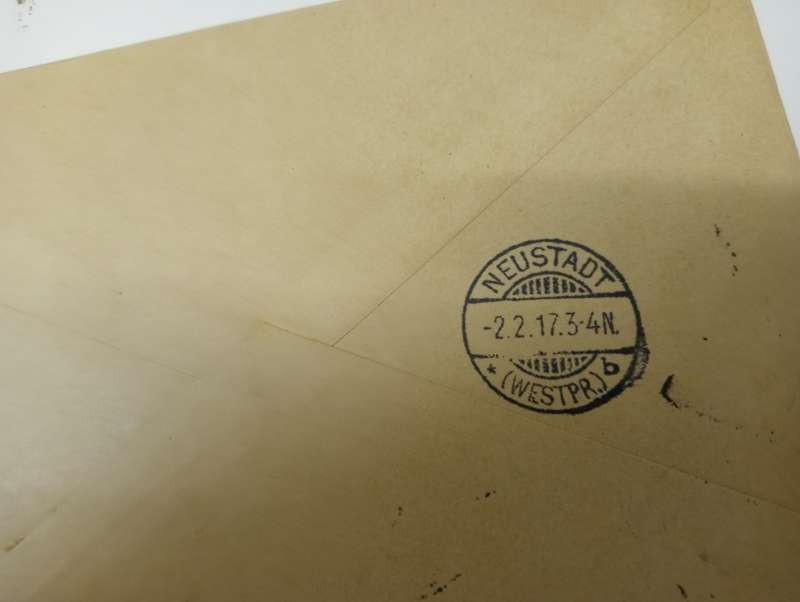 NEUSTADT
-2.2.17.3-4N.
* (WESTPR.) b